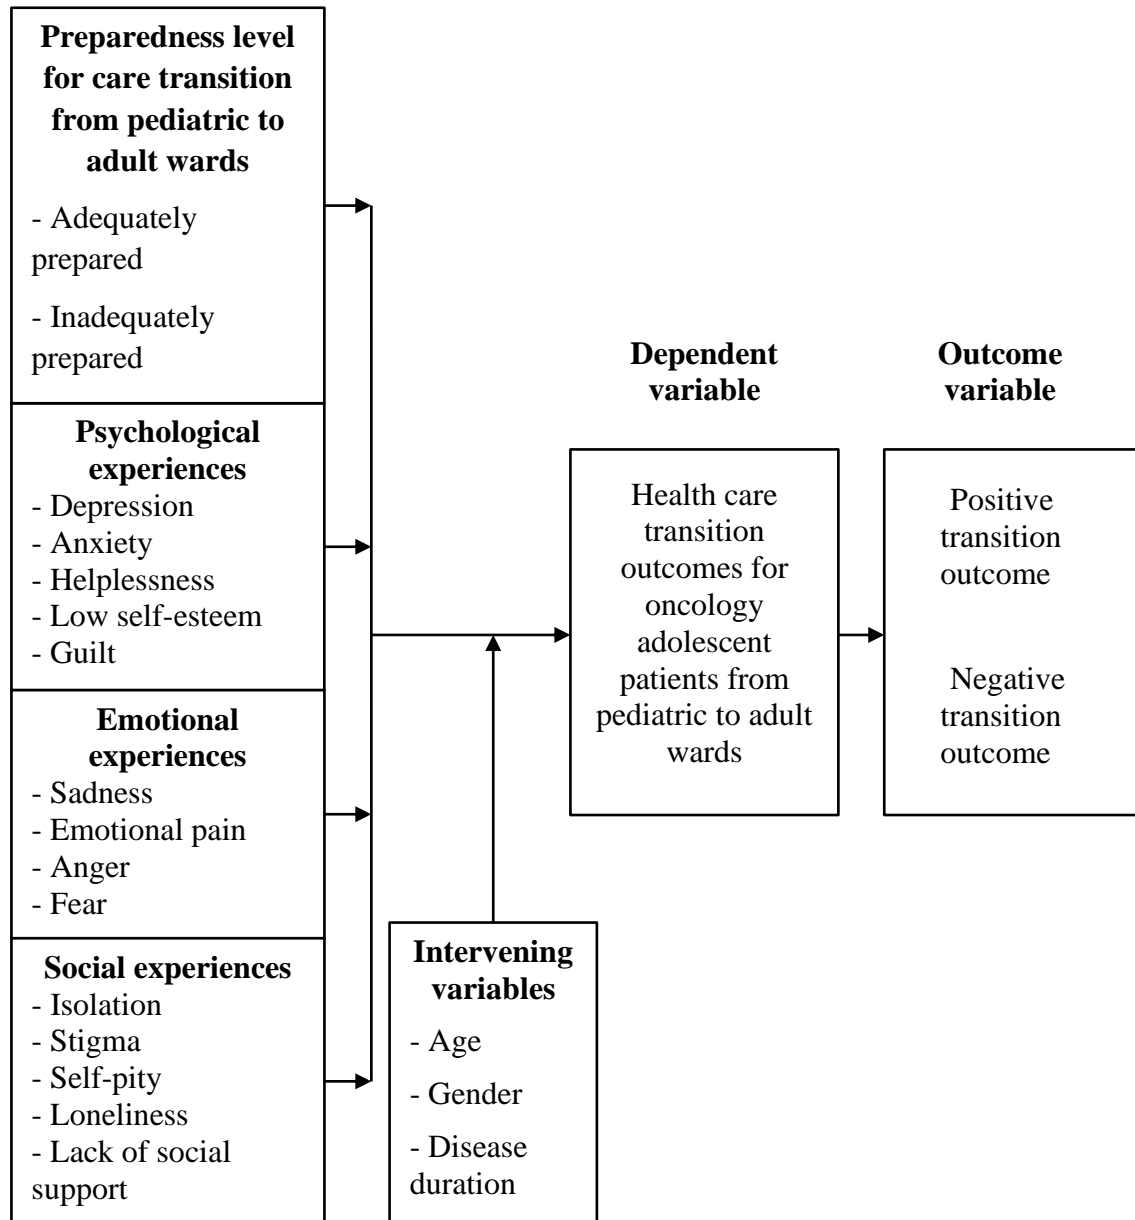 Preparedness level
for care transition
from pediatric to
adult wards
- Adequately
prepared
- Inadequately
prepared
Psychological
experiences
- Depression
- Anxiety
- Helplessness
- Low self-esteem
- Guilt
Emotional
experiences
- Sadness
- Emotional pain
- Anger
- Fear
Social experiences
- Isolation
- Stigma
- Self-pity
- Loneliness
- Lack of social
support
Intervening
variables
- Age
- Gender
- Disease
duration
Dependent
variable
Health care
transition
outcomes for
oncology
adolescent
patients from
pediatric to adult
wards
Outcome
variable
Positive
transition
outcome
Negative
transition
outcome